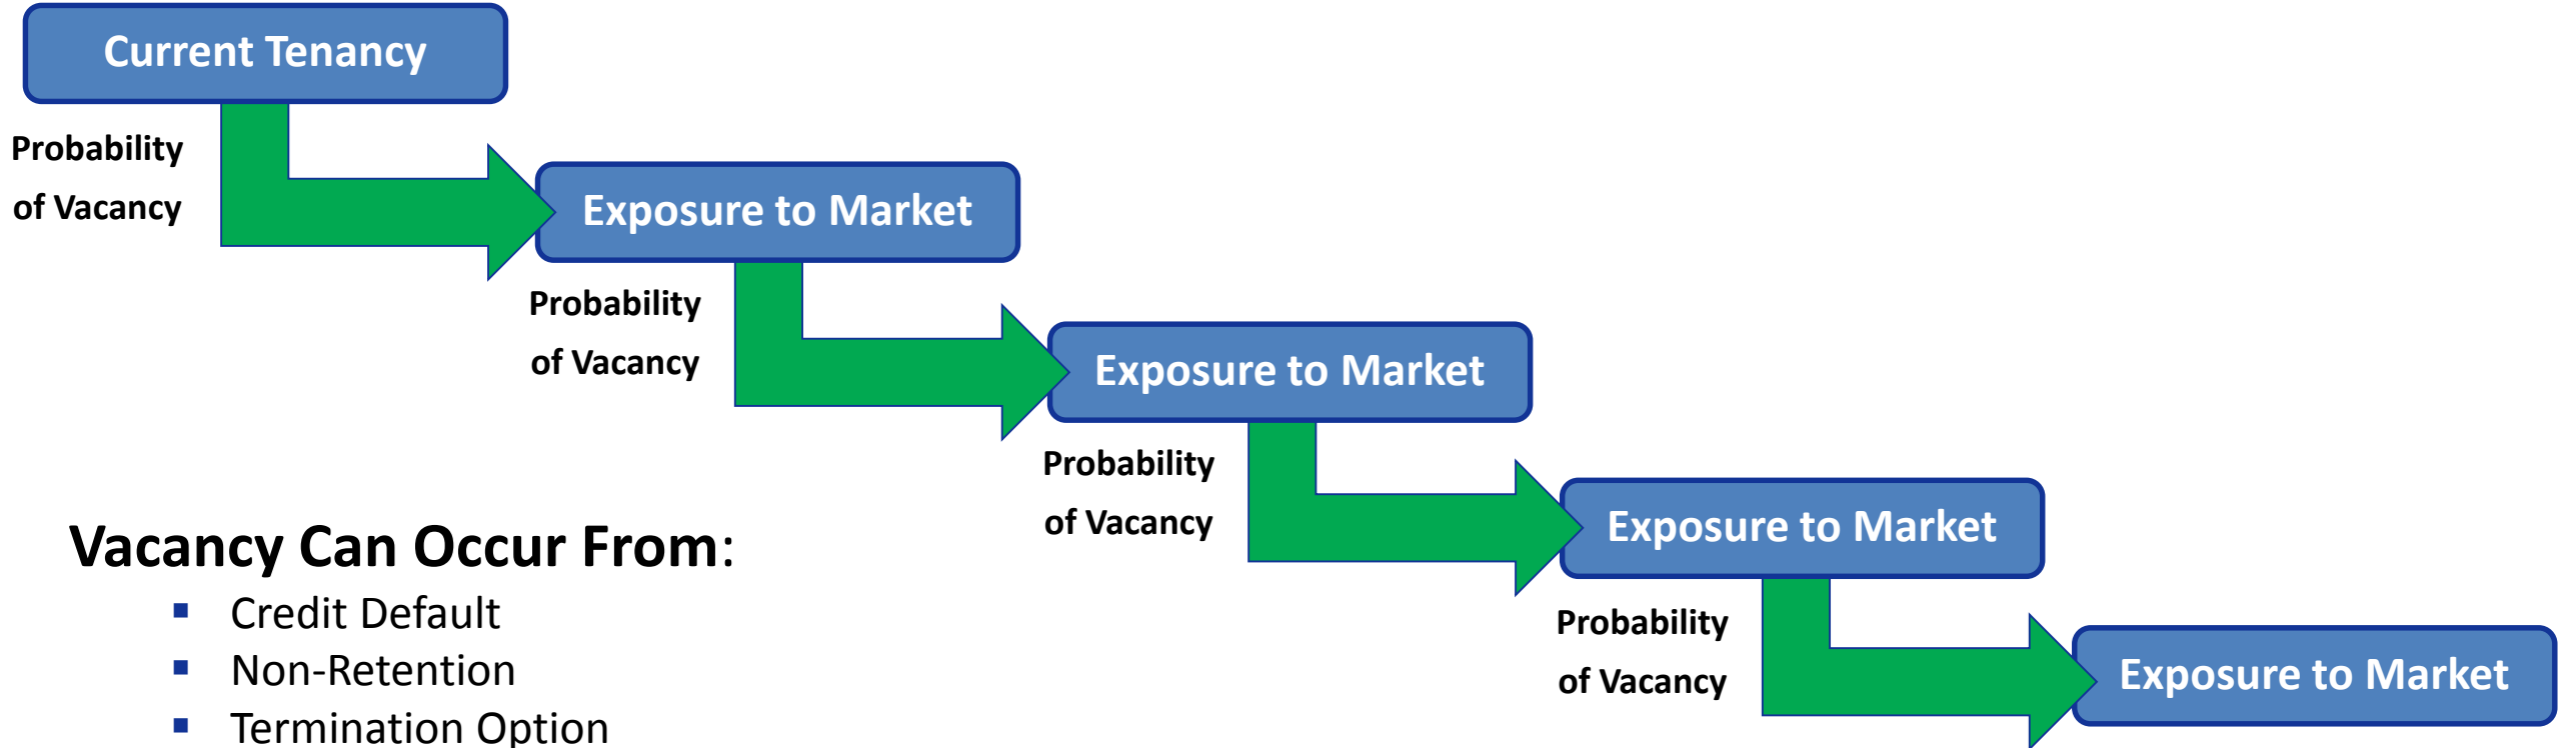 Current Tenancy
Probability
of Vacancy
Exposure to Market
Probability
of Vacancy
Exposure to Market
Probability
of Vacancy
Exposure to Market
Probability
of Vacancy
Exposure to Market
Vacancy Can Occur From:
Credit Default
Non-Retention
Termination Option